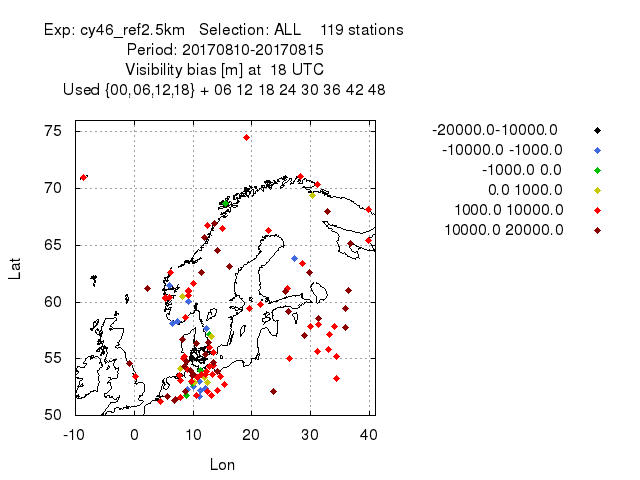 Exp: cy46_ref2.5km   Selection: ALL    119 stations
Period: 20170810-20170815
Visibility bias [m] at  18 UTC
Used {00,06,12,18} + 06 12 18 24 30 36 42 48
-20000.0-10000.0
-10000.0 -1000.0
-1000.0 0.0
0.0 1000.0
1000.0 10000.0
10000.0 20000.0
75
70
65
60
55
50
Lat
-10 0 10 20 30 40
Lon